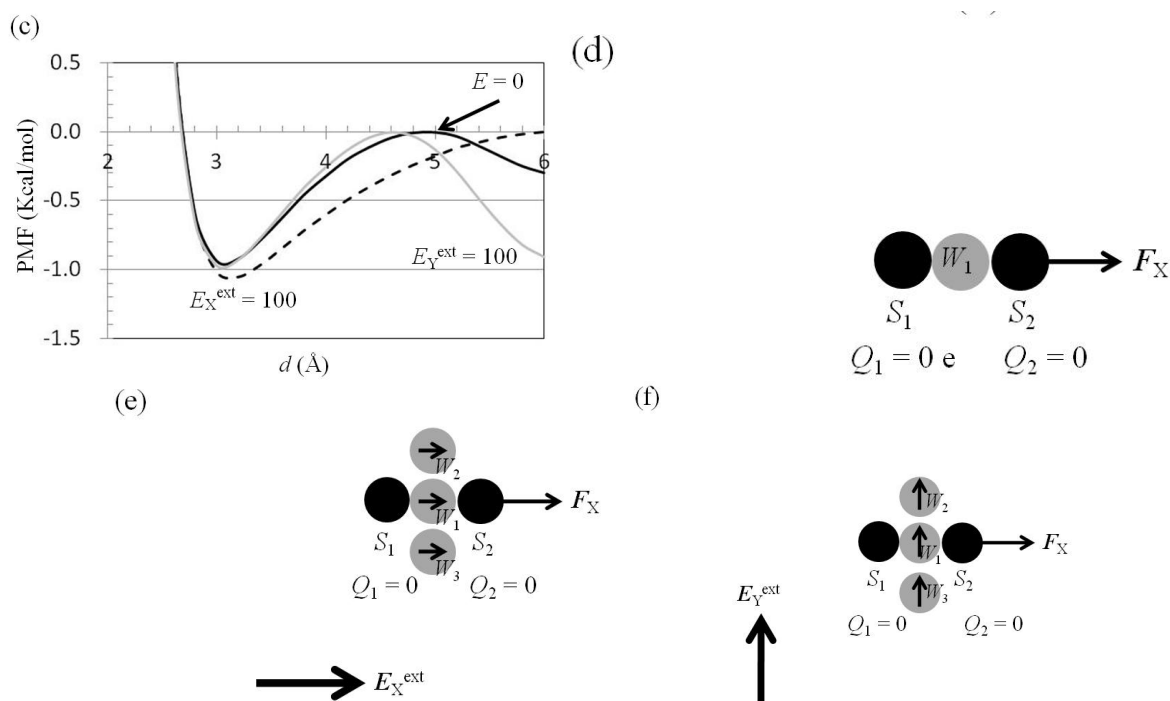 (c)
0.5
0.0
-0.5
-1.0
-1.5
PMF (Kcal/mol)
2 3 4 5 6
E = 0
E_Y^ext = 100
E_X^ext = 100
d (Å)
(d)
W_1
F_X
S_1 S_2
Q_1 = 0 e Q_2 = 0
(e)
W_2
W_1
F_X
S_1 S_2
W_3
Q_1 = 0 Q_2 = 0
E_X^ext
(f)
W_2
W_1
F_X
S_1 S_2
W_3
E_Y^ext
Q_1 = 0 Q_2 = 0